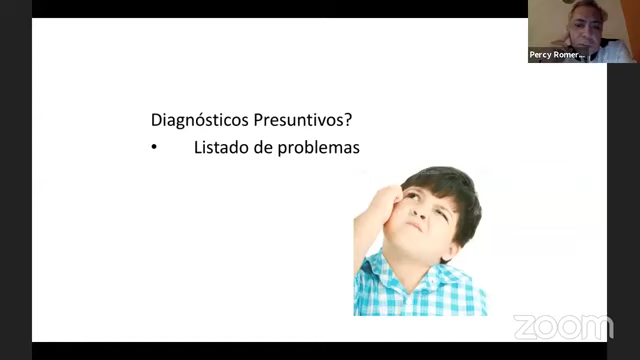 Percy Romer...
Diagnósticos Presuntivos?
• Listado de problemas
zoom